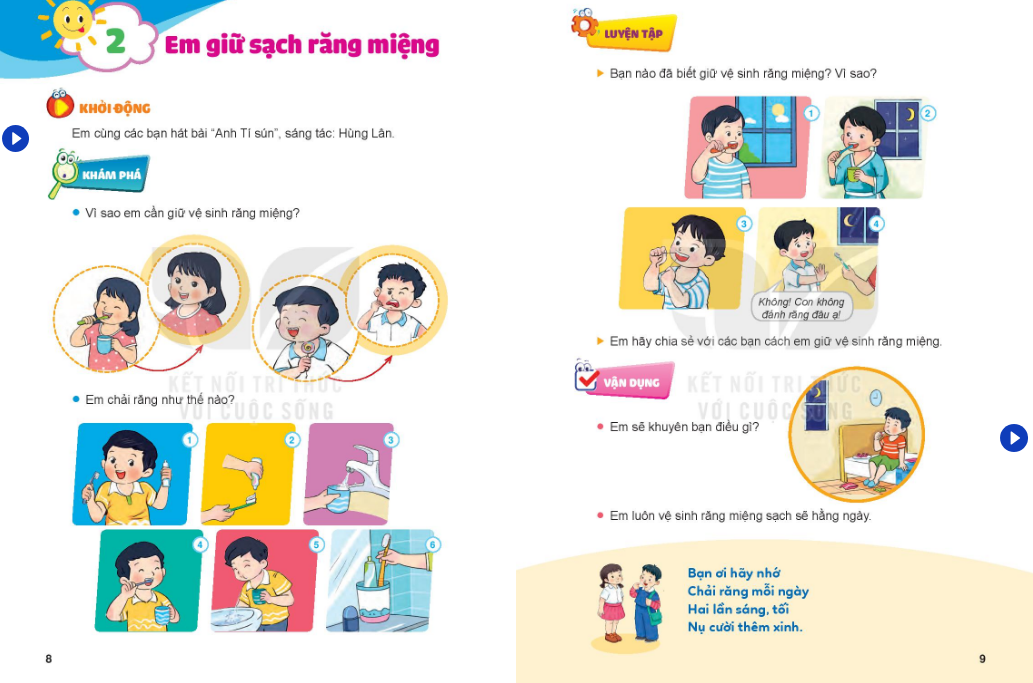 2
Em giữ sạch răng miệng
KHỞI ĐỘNG
Em cùng các bạn hát bài “Anh Tí sún”, sáng tác: Hùng Lân.
KHÁM PHÁ
Vì sao em cần giữ vệ sinh răng miệng?
KẾT NỐI TRI THỨC
VỚI CUỘC SỐNG
Em chải răng như thế nào?
1
2
3
4
5
6
8
LUYỆN TẬP
Bạn nào đã biết giữ vệ sinh răng miệng? Vì sao?
1
2
3
4
Không! Con không
đánh răng đâu ạ!
Em hãy chia sẻ với các bạn cách em giữ vệ sinh răng miệng.
KẾT NỐI TRI THỨC
VỚI CUỘC SỐNG
VẬN DỤNG
Em sẽ khuyên bạn điều gì?
Em luôn vệ sinh răng miệng sạch sẽ hằng ngày.
Bạn ơi hãy nhớ
Chải răng mỗi ngày
Hai lần sáng, tối
Nụ cười thêm xinh.
9